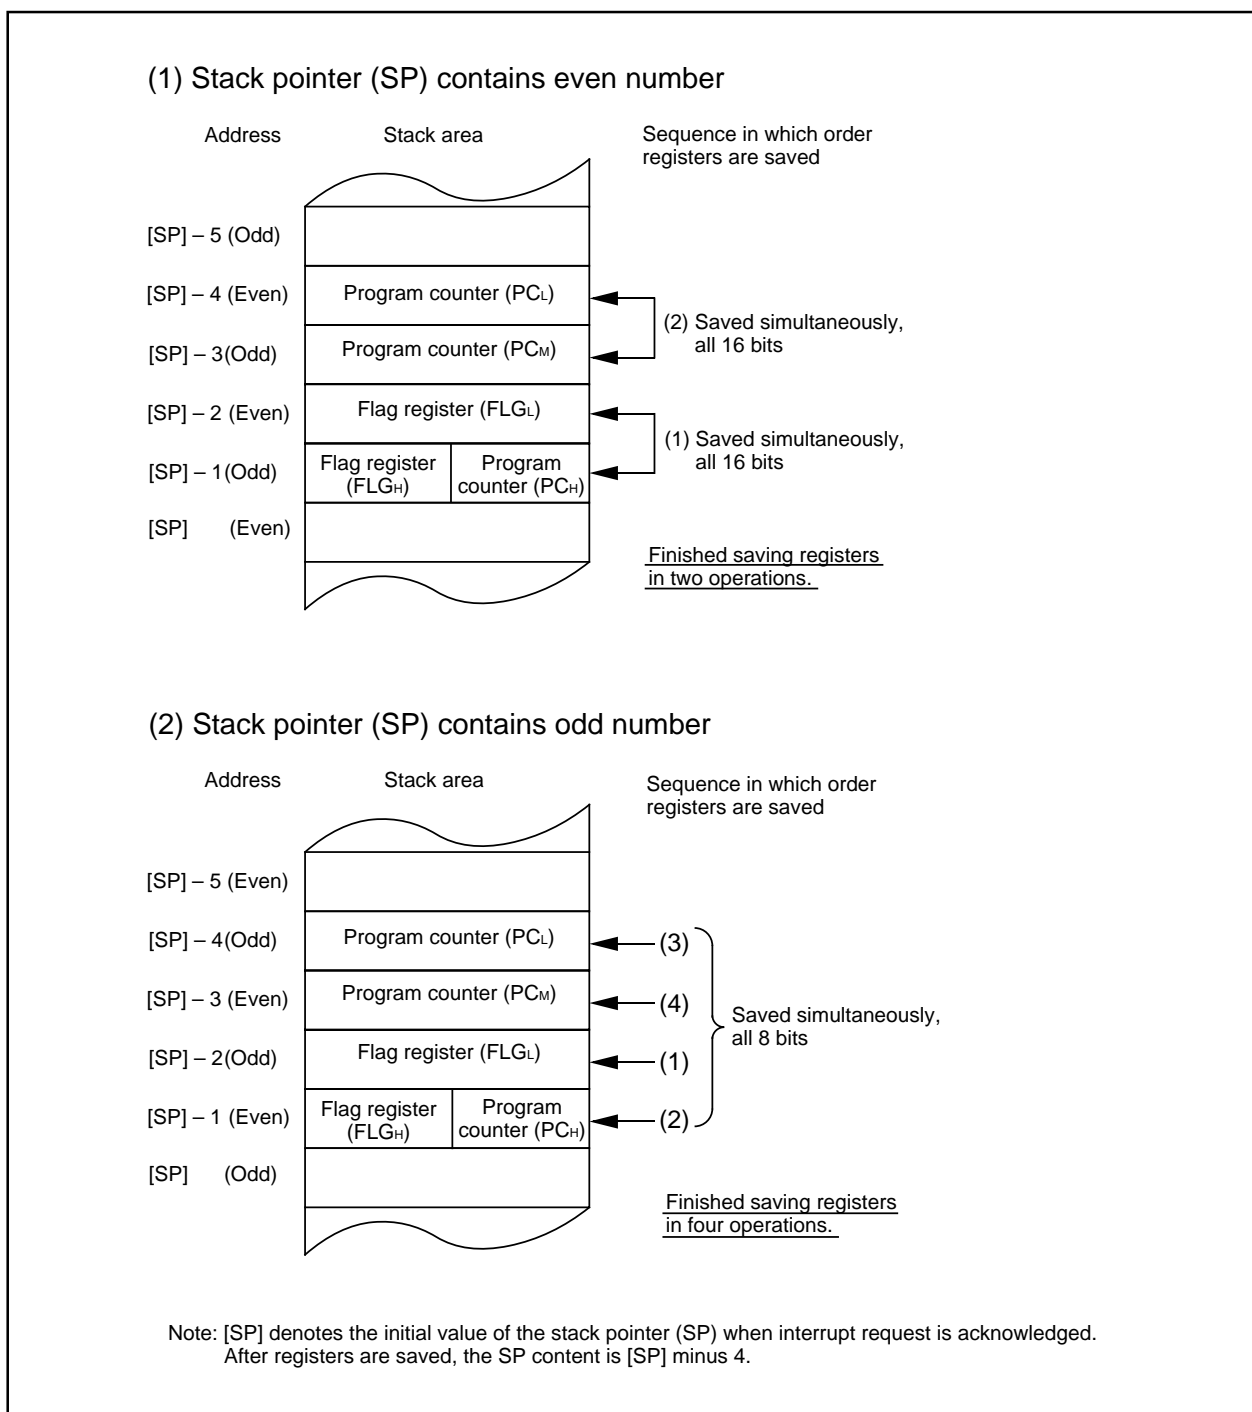 (1) Stack pointer (SP) contains even number
Address Stack area Sequence in which order
registers are saved
[SP] – 5 (Odd)
[SP] – 4 (Even) Program counter (PCL)
(2) Saved simultaneously,
all 16 bits
[SP] – 3(Odd) Program counter (PCM)
[SP] – 2 (Even) Flag register (FLGL)
(1) Saved simultaneously,
all 16 bits
[SP] – 1(Odd) Flag register Program
(FLGH) counter (PCH)
[SP] (Even)
Finished saving registers
in two operations.
(2) Stack pointer (SP) contains odd number
Address Stack area Sequence in which order
registers are saved
[SP] – 5 (Even)
[SP] – 4(Odd) Program counter (PCL) (3)
[SP] – 3 (Even) Program counter (PCM) (4)
Saved simultaneously,
all 8 bits
[SP] – 2(Odd) Flag register (FLGL) (1)
[SP] – 1 (Even) Flag register Program (2)
(FLGH) counter (PCH)
[SP] (Odd)
Finished saving registers
in four operations.
Note: [SP] denotes the initial value of the stack pointer (SP) when interrupt request is acknowledged.
After registers are saved, the SP content is [SP] minus 4.